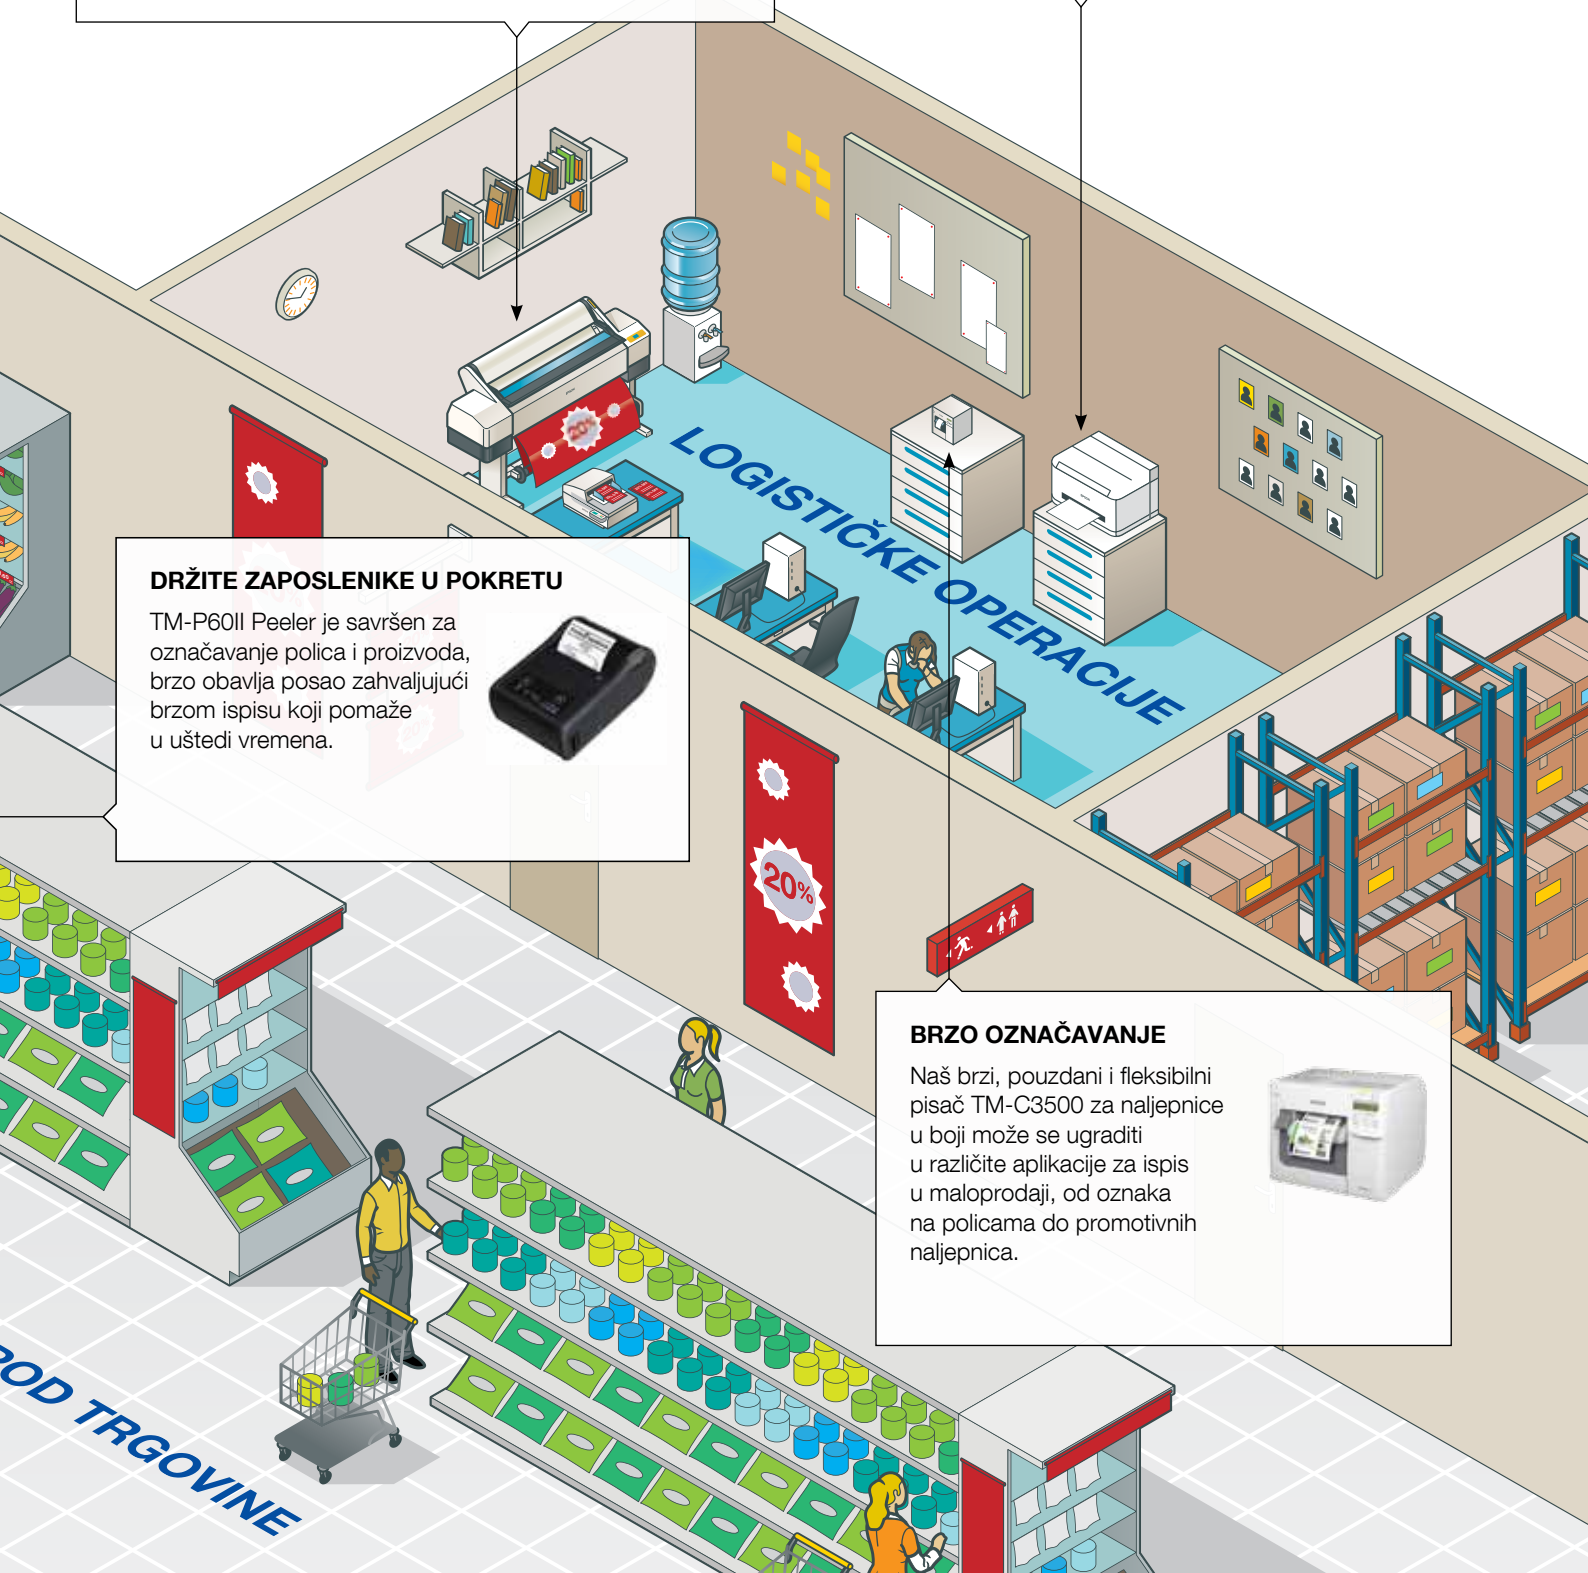 LOGISTIČKE OPERACIJE
DRŽITE ZAPOSLENIKE U POKRETU
TM-P60II Peeler je savršen za
označavanje polica i proizvoda,
brzo obavlja posao zahvaljujući
brzom ispisu koji pomaže
u uštedi vremena.
20%
20%
BRZO OZNAČAVANJE
Naš brzi, pouzdani i fleksibilni
pisač TM-C3500 za naljepnice
u boji može se ugraditi
u različite aplikacije za ispis
u maloprodaji, od oznaka
na policama do promotivnih
naljepnica.
POD TRGOVINE